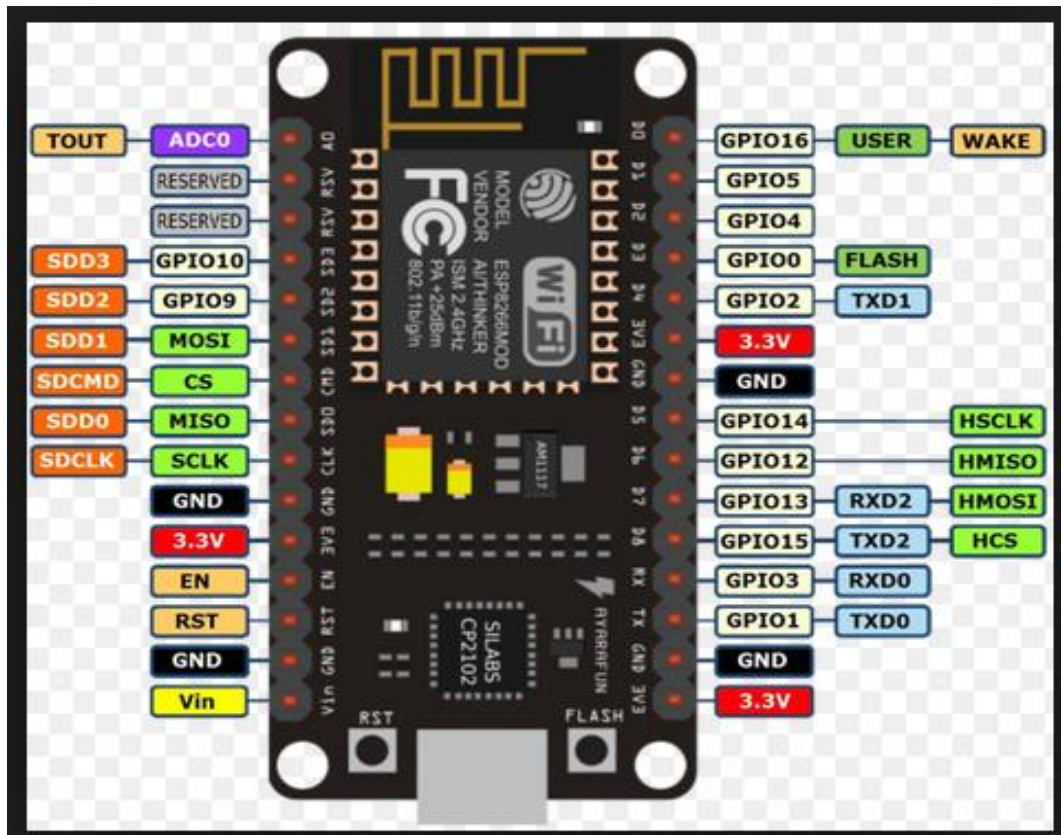 TOUT ADC0 A0 D0 GPIO16 USER WAKE
RESERVED RSV D1 GPIO5
RESERVED RSV D2 GPIO4
SDD3 GPIO10 SD3 D3 GPIO0 FLASH
SDD2 GPIO9 SD2 D4 GPIO2 TXD1
SDD1 MOSI SD1 3V3 3.3V
SDCMD CS CMD GND GND
SDD0 MISO SD0 D5 GPIO14 HSCLK
SDCLK SCLK CLK D6 GPIO12 HMISO
GND GND D7 GPIO13 RXD2 HMOSI
3.3V 3V3 D8 GPIO15 TXD2 HCS
EN EN RX GPIO3 RXD0
RST RST TX GPIO1 TXD0
GND GND GND GND
Vin Vin 3V3 3.3V
MODEL ESP8266MOD
VENDOR AI/THINKER
ISM 2.4GHz
PA +25dBm
802.11b/g/n
FC
Wi Fi
AM1117
SILABS
CP2102
AYARAFUN
RST
FLASH